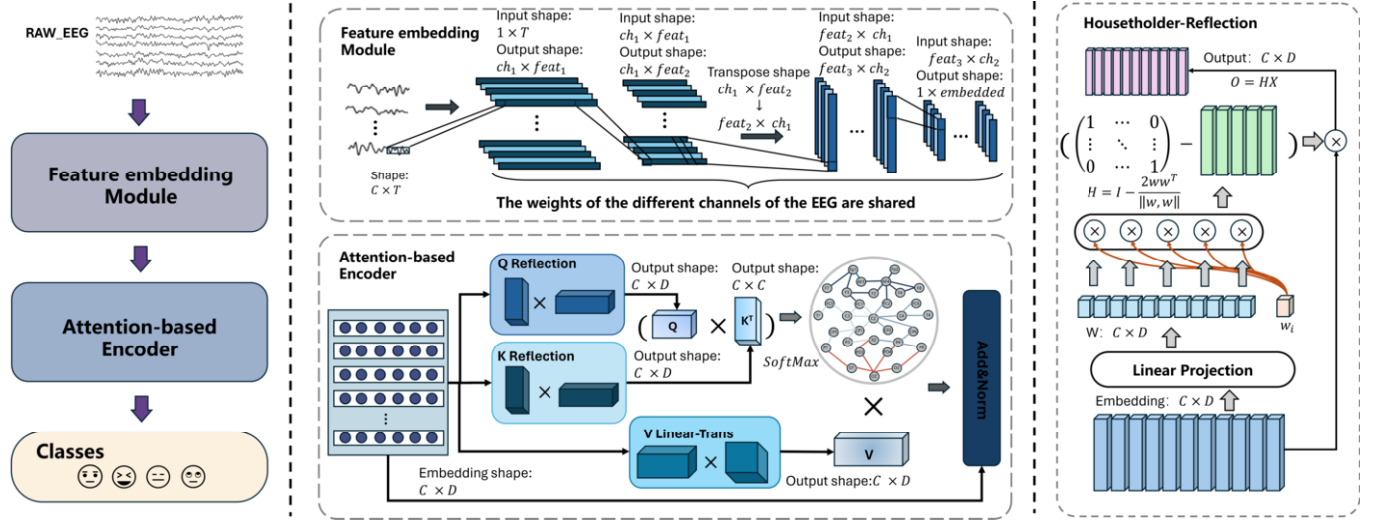 RAW_EEG
Feature embedding
Module
Attention-based
Encoder
Classes
Feature embedding
Module
Input shape:
1 × T
Output shape:
ch₁ × feat₁
Input shape:
ch₁ × feat₁
Output shape:
ch₁ × feat₂
Transpose shape
ch₁ × feat₂
↓
feat₂ × ch₁
Input shape:
feat₂ × ch₁
Output shape:
feat₃ × ch₂
Input shape:
feat₃ × ch₂
Output shape:
1 × embedded
Shape:
C × T
The weights of the different channels of the EEG are shared
Attention-based
Encoder
Q Reflection
Output shape:
C × D
Output shape:
C × C
( Q × Kᵀ )
K Reflection
Output shape:
C × D
SoftMax
×
Add&Norm
V Linear-Trans
V
Embedding shape:
C × D
Output shape:C × D
Householder-Reflection
Output: C × D
O = HX
( ( 1 ⋯ 0
⋮ ⋱ ⋮
0 ⋯ 1 ) − )
H = I − 2wwᵀ / ‖w, w‖
W: C × D
wᵢ
Linear Projection
Embedding: C × D